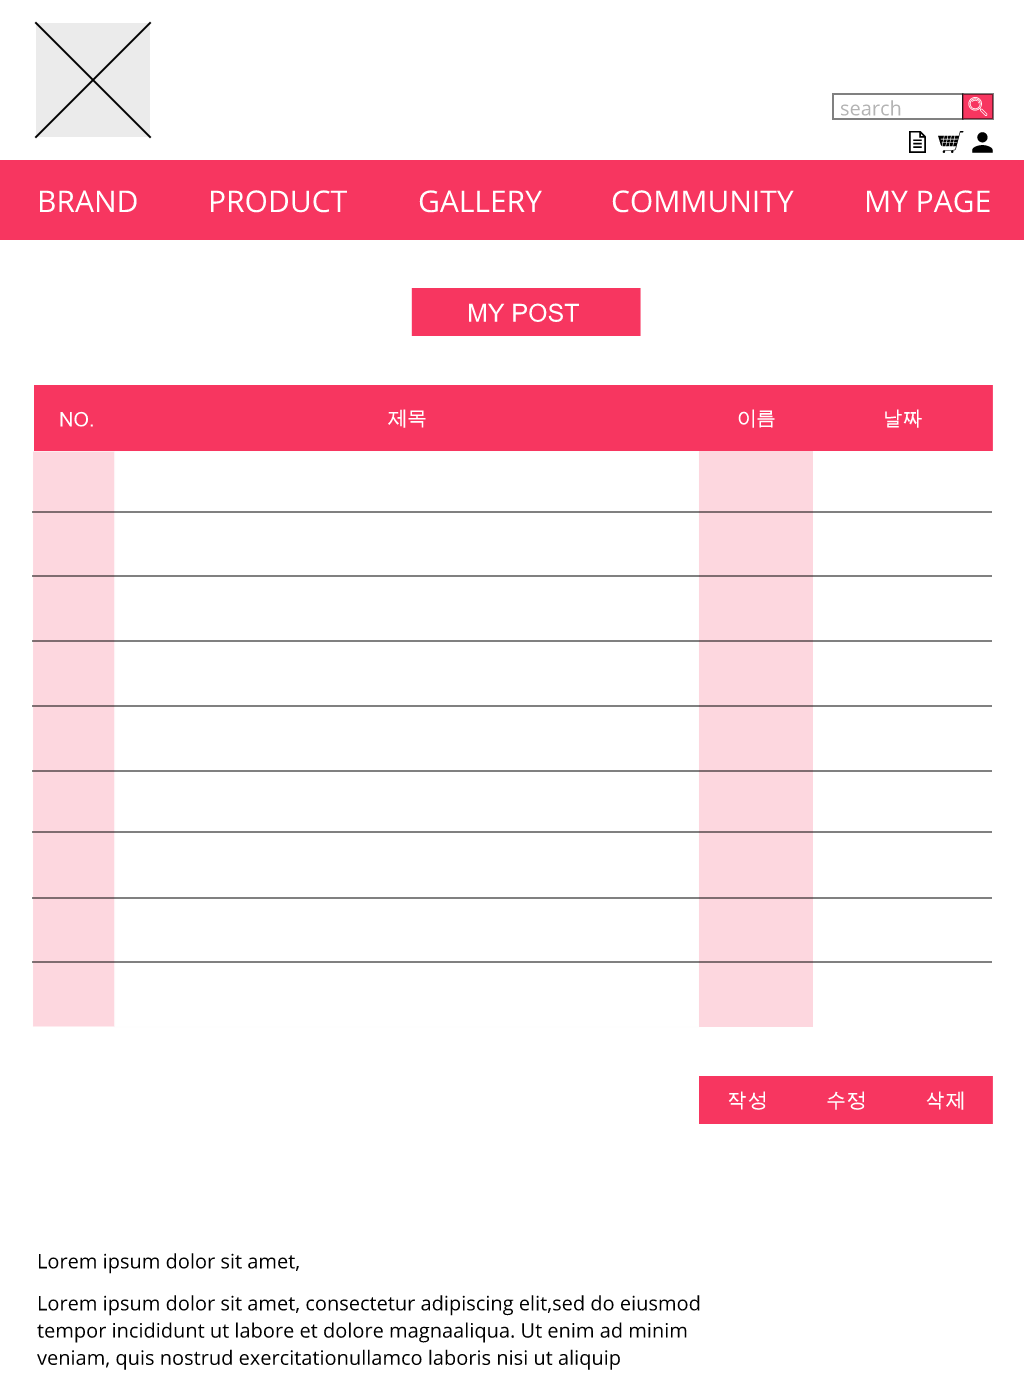 search
BRAND PRODUCT GALLERY COMMUNITY MY PAGE
MY POST
NO. 제목 이름 날짜
작성 수정 삭제
Lorem ipsum dolor sit amet,
Lorem ipsum dolor sit amet, consectetur adipiscing elit,sed do eiusmod
tempor incididunt ut labore et dolore magnaaliqua. Ut enim ad minim
veniam, quis nostrud exercitationullamco laboris nisi ut aliquip